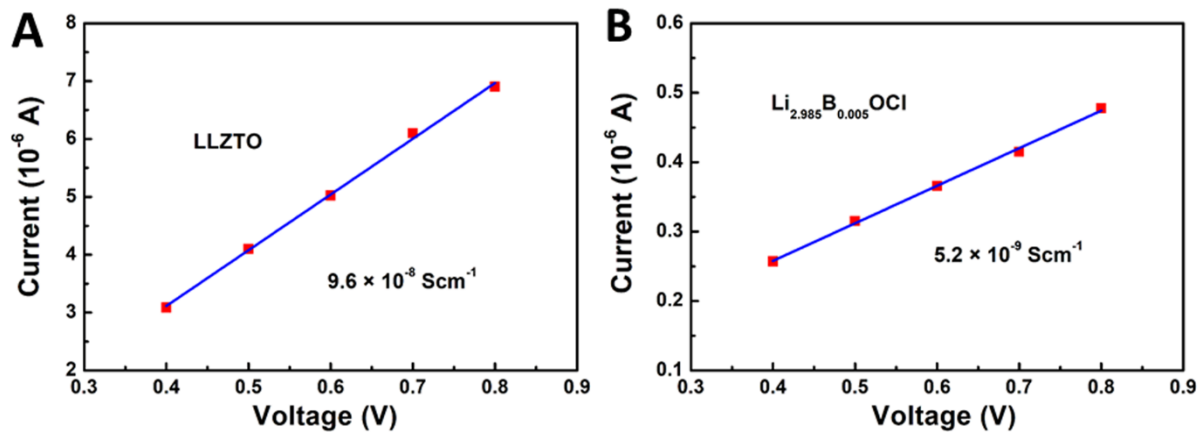 A
8
7
6
5
4
3
2
Current (10⁻⁶ A)
LLZTO
9.6 × 10⁻⁸ Scm⁻¹
0.3 0.4 0.5 0.6 0.7 0.8 0.9
Voltage (V)
B
0.6
0.5
0.4
0.3
0.2
0.1
Current (10⁻⁶ A)
Li₂.₉₈₅B₀.₀₀₅OCl
5.2 × 10⁻⁹ Scm⁻¹
0.3 0.4 0.5 0.6 0.7 0.8 0.9
Voltage (V)